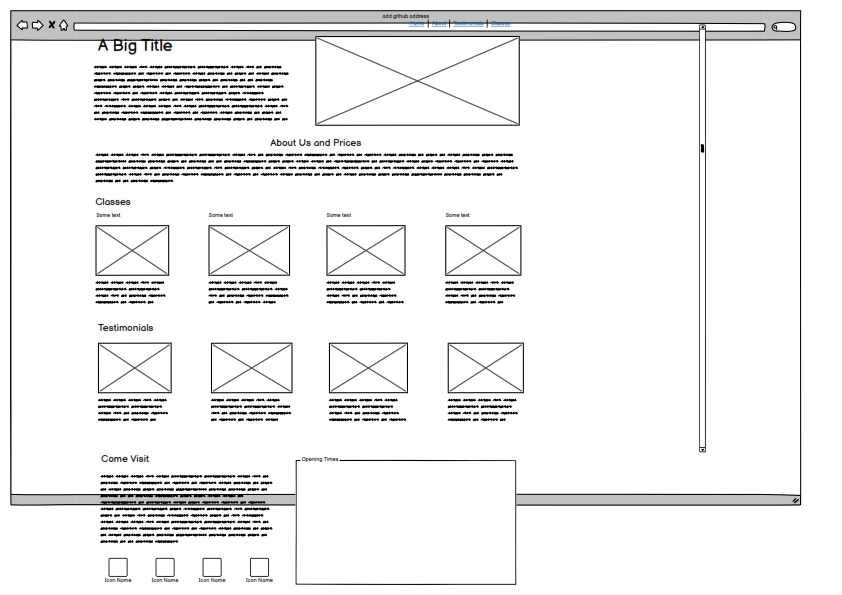 add github address
Home | About | Testimonials | Classes
A Big Title
About Us and Prices
Classes
Some text
Some text
Some text
Some text
Testimonials
Come Visit
Opening Times
Icon Name
Icon Name
Icon Name
Icon Name